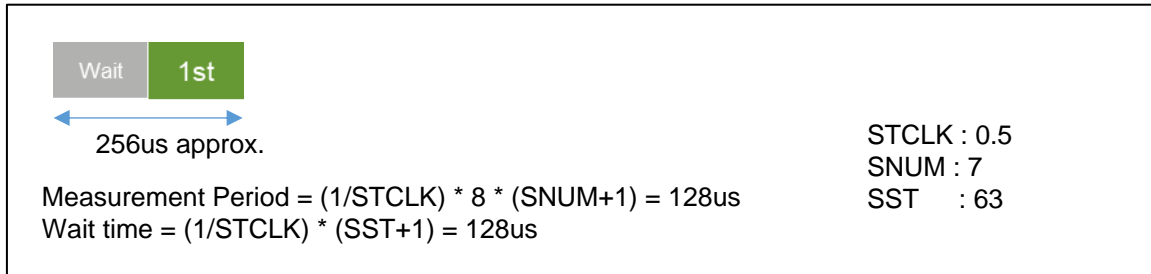 Wait 1st
256us approx.
Measurement Period = (1/STCLK) * 8 * (SNUM+1) = 128us
Wait time = (1/STCLK) * (SST+1) = 128us
STCLK : 0.5
SNUM : 7
SST : 63